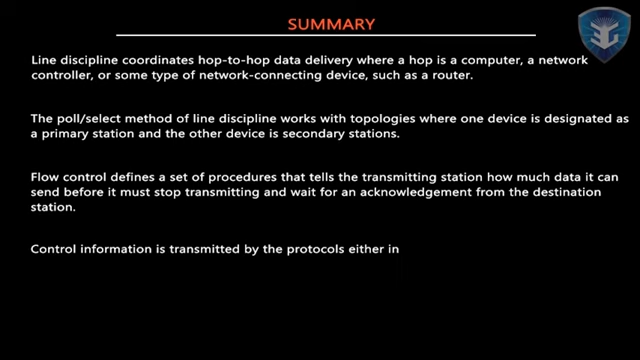 SUMMARY
Line discipline coordinates hop-to-hop data delivery where a hop is a computer, a network
controller, or some type of network-connecting device, such as a router.
The poll/select method of line discipline works with topologies where one device is designated as
a primary station and the other device is secondary stations.
Flow control defines a set of procedures that tells the transmitting station how much data it can
send before it must stop transmitting and wait for an acknowledgement from the destination
station.
Control information is transmitted by the protocols either in